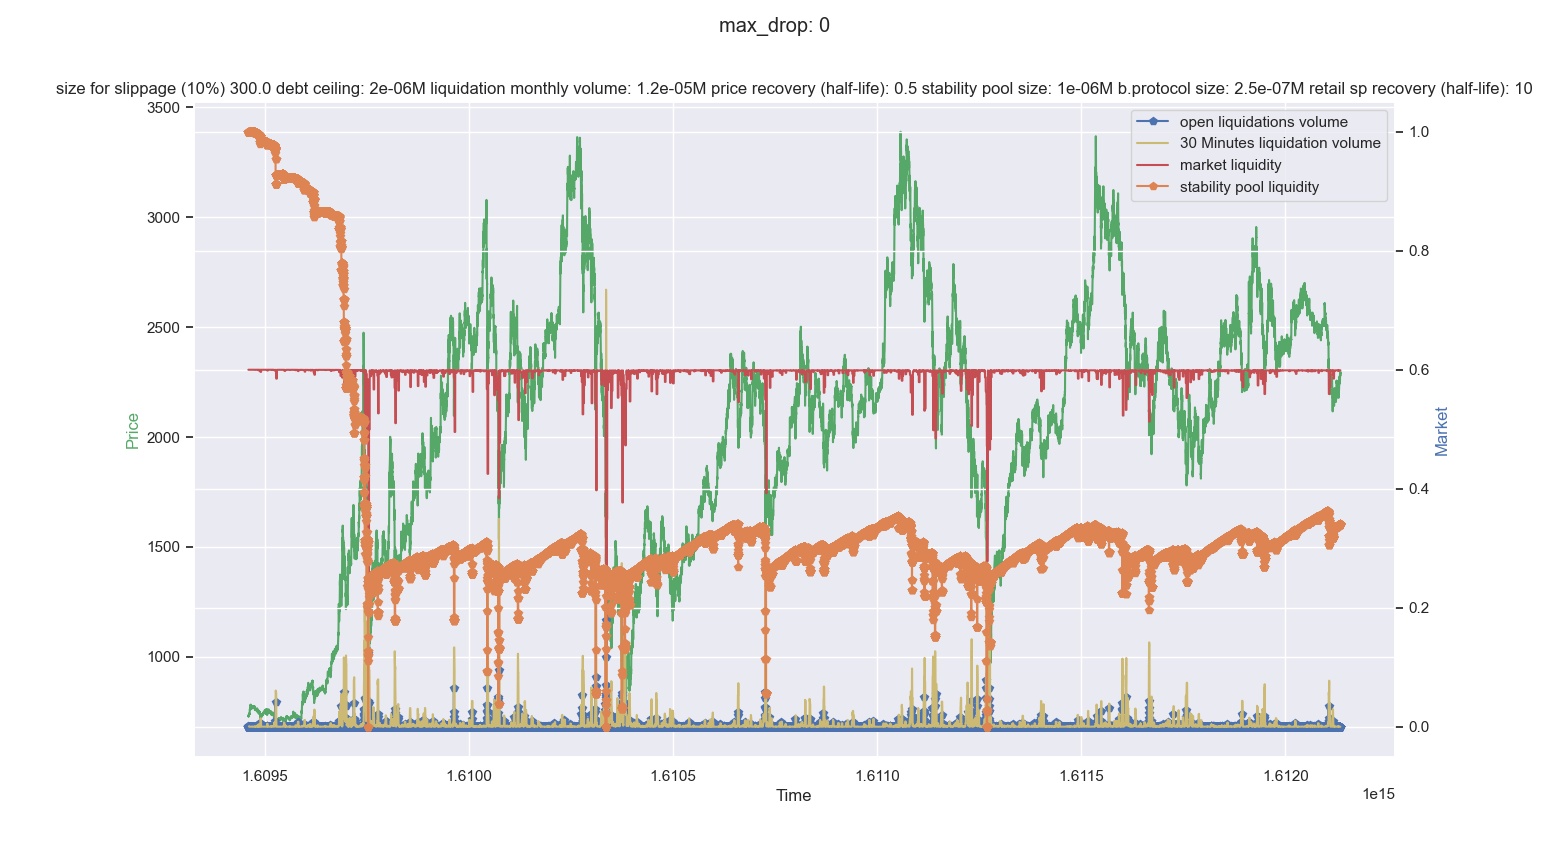 max_drop: 0
size for slippage (10%) 300.0 debt ceiling: 2e-06M liquidation monthly volume: 1.2e-05M price recovery (half-life): 0.5 stability pool size: 1e-06M b.protocol size: 2.5e-07M retail sp recovery (half-life): 10
open liquidations volume
30 Minutes liquidation volume
market liquidity
stability pool liquidity
3500
3000
2500
2000
1500
1000
Price
1.0
0.8
0.6
0.4
0.2
0.0
Market
1.6095
1.6100
1.6105
1.6110
1.6115
1.6120
1e15
Time